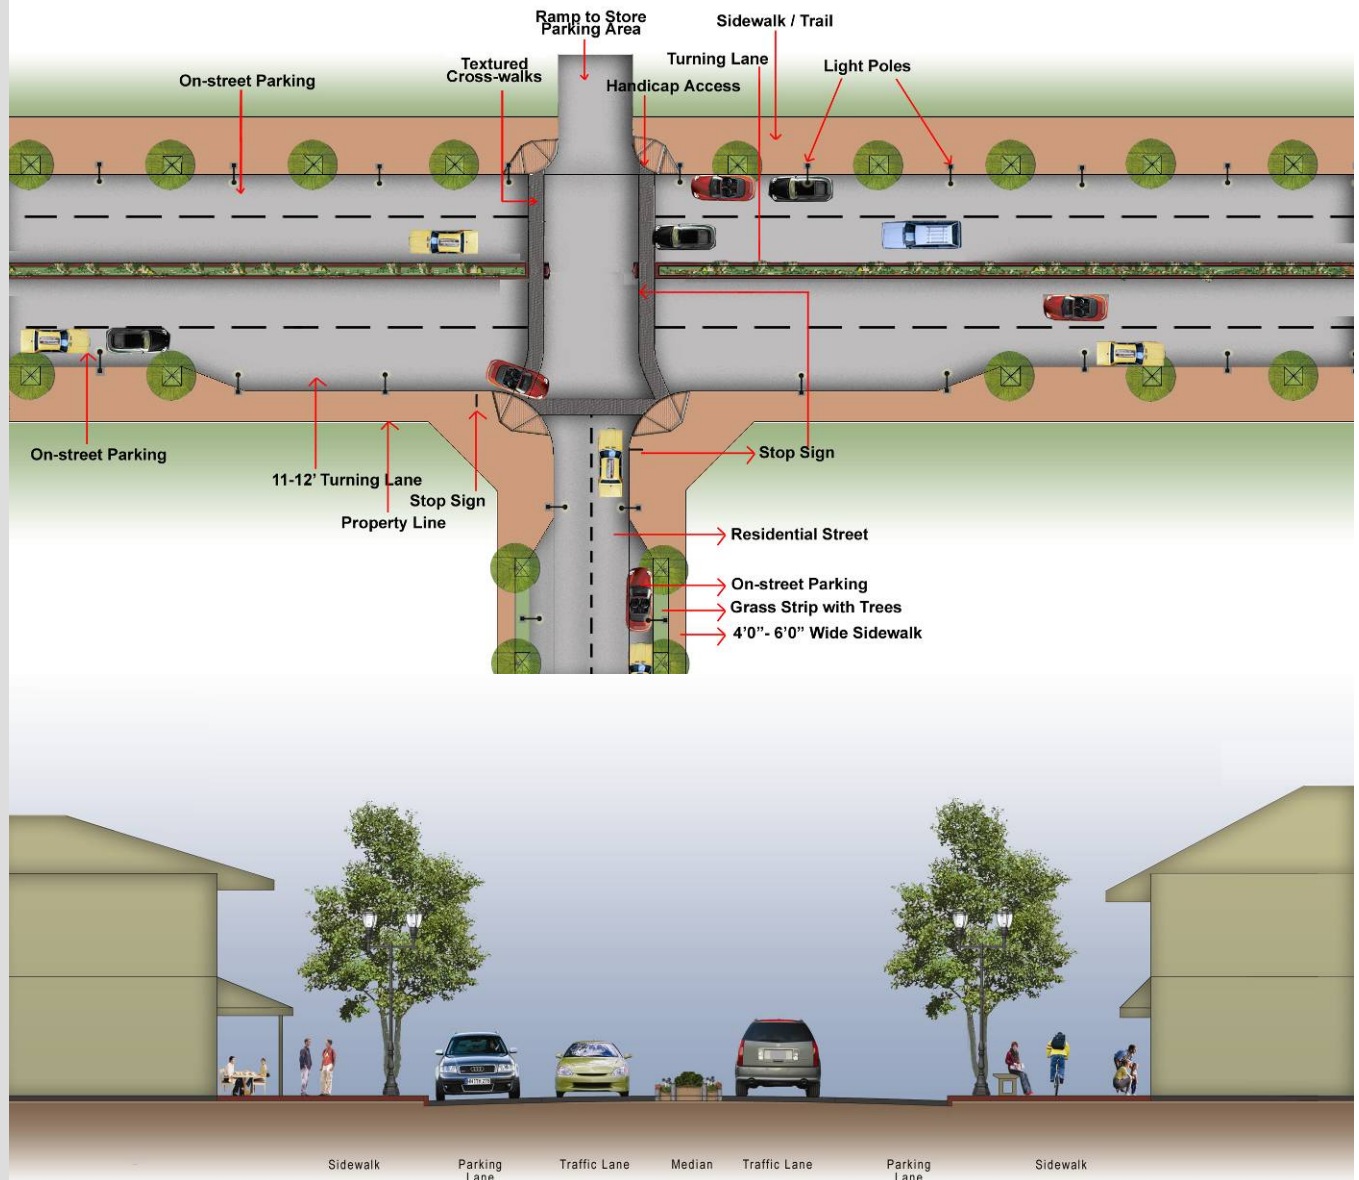 Ramp to Store
Parking Area
Sidewalk / Trail
Textured
Cross-walks
Turning Lane
Light Poles
On-street Parking
Handicap Access
On-street Parking
Stop Sign
11-12' Turning Lane
Stop Sign
Property Line
Residential Street
On-street Parking
Grass Strip with Trees
4'0"- 6'0" Wide Sidewalk
Sidewalk
Parking
Lane
Traffic Lane
Median
Traffic Lane
Parking
Lane
Sidewalk